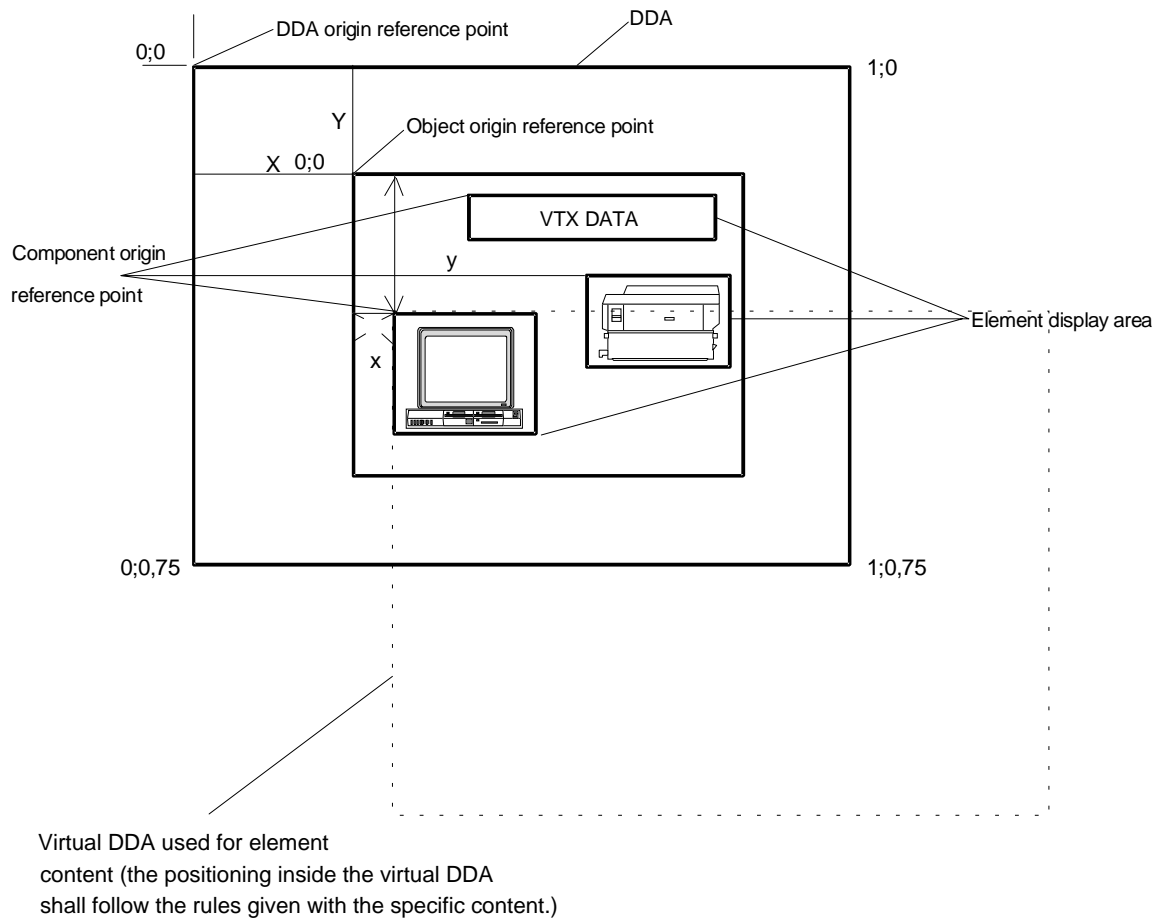 DDA
DDA origin reference point
0;0
1;0
Y
Object origin reference point
X 0;0
VTX DATA
Component origin
reference point
y
Element display area
x
0;0,75
1;0,75
Virtual DDA used for element
content (the positioning inside the virtual DDA
shall follow the rules given with the specific content.)